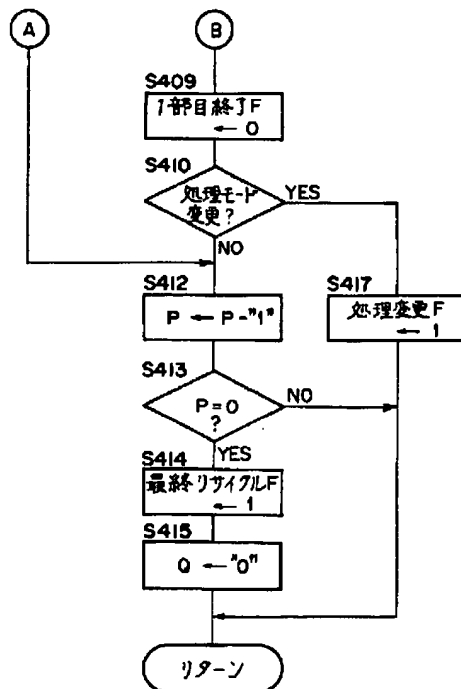 A
B
S409
1部目終了F
← 0
S410
処理モード
変更?
YES
NO
S412
P ← P-"1"
S417
処理変更F
← 1
S413
P=0
?
NO
YES
S414
最終リサイクルF
← 1
S415
Q ← "0"
リターン